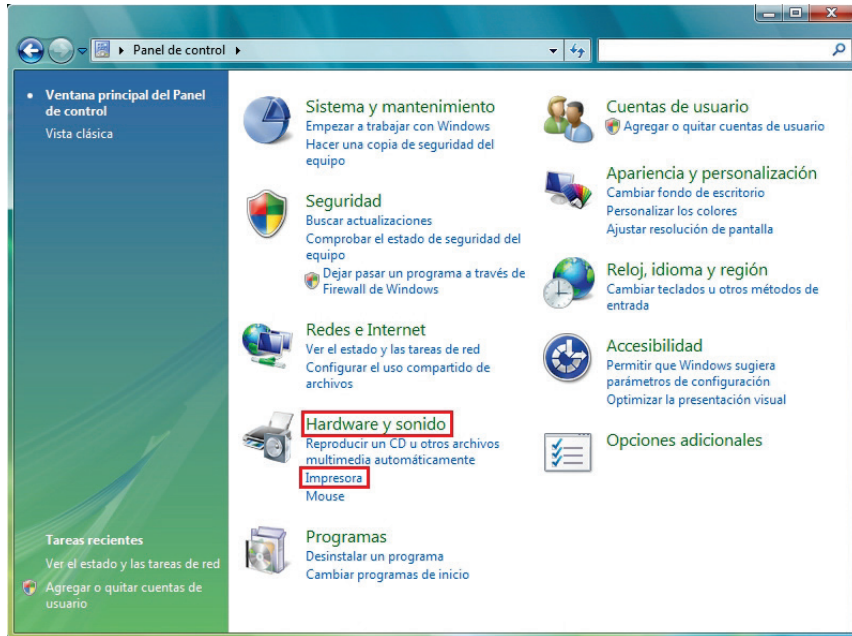 Panel de control
Ventana principal del Panel
de control
Vista clásica
Sistema y mantenimiento
Empezar a trabajar con Windows
Hacer una copia de seguridad del
equipo
Seguridad
Buscar actualizaciones
Comprobar el estado de seguridad del
equipo
Dejar pasar un programa a través de
Firewall de Windows
Redes e Internet
Ver el estado y las tareas de red
Configurar el uso compartido de
archivos
Hardware y sonido
Reproducir un CD u otros archivos
multimedia automáticamente
Impresora
Mouse
Programas
Desinstalar un programa
Cambiar programas de inicio
Cuentas de usuario
Agregar o quitar cuentas de usuario
Apariencia y personalización
Cambiar fondo de escritorio
Personalizar los colores
Ajustar resolución de pantalla
Reloj, idioma y región
Cambiar teclados u otros métodos de
entrada
Accesibilidad
Permitir que Windows sugiera
parámetros de configuración
Optimizar la presentación visual
Opciones adicionales
Tareas recientes
Ver el estado y las tareas de red
Agregar o quitar cuentas de
usuario